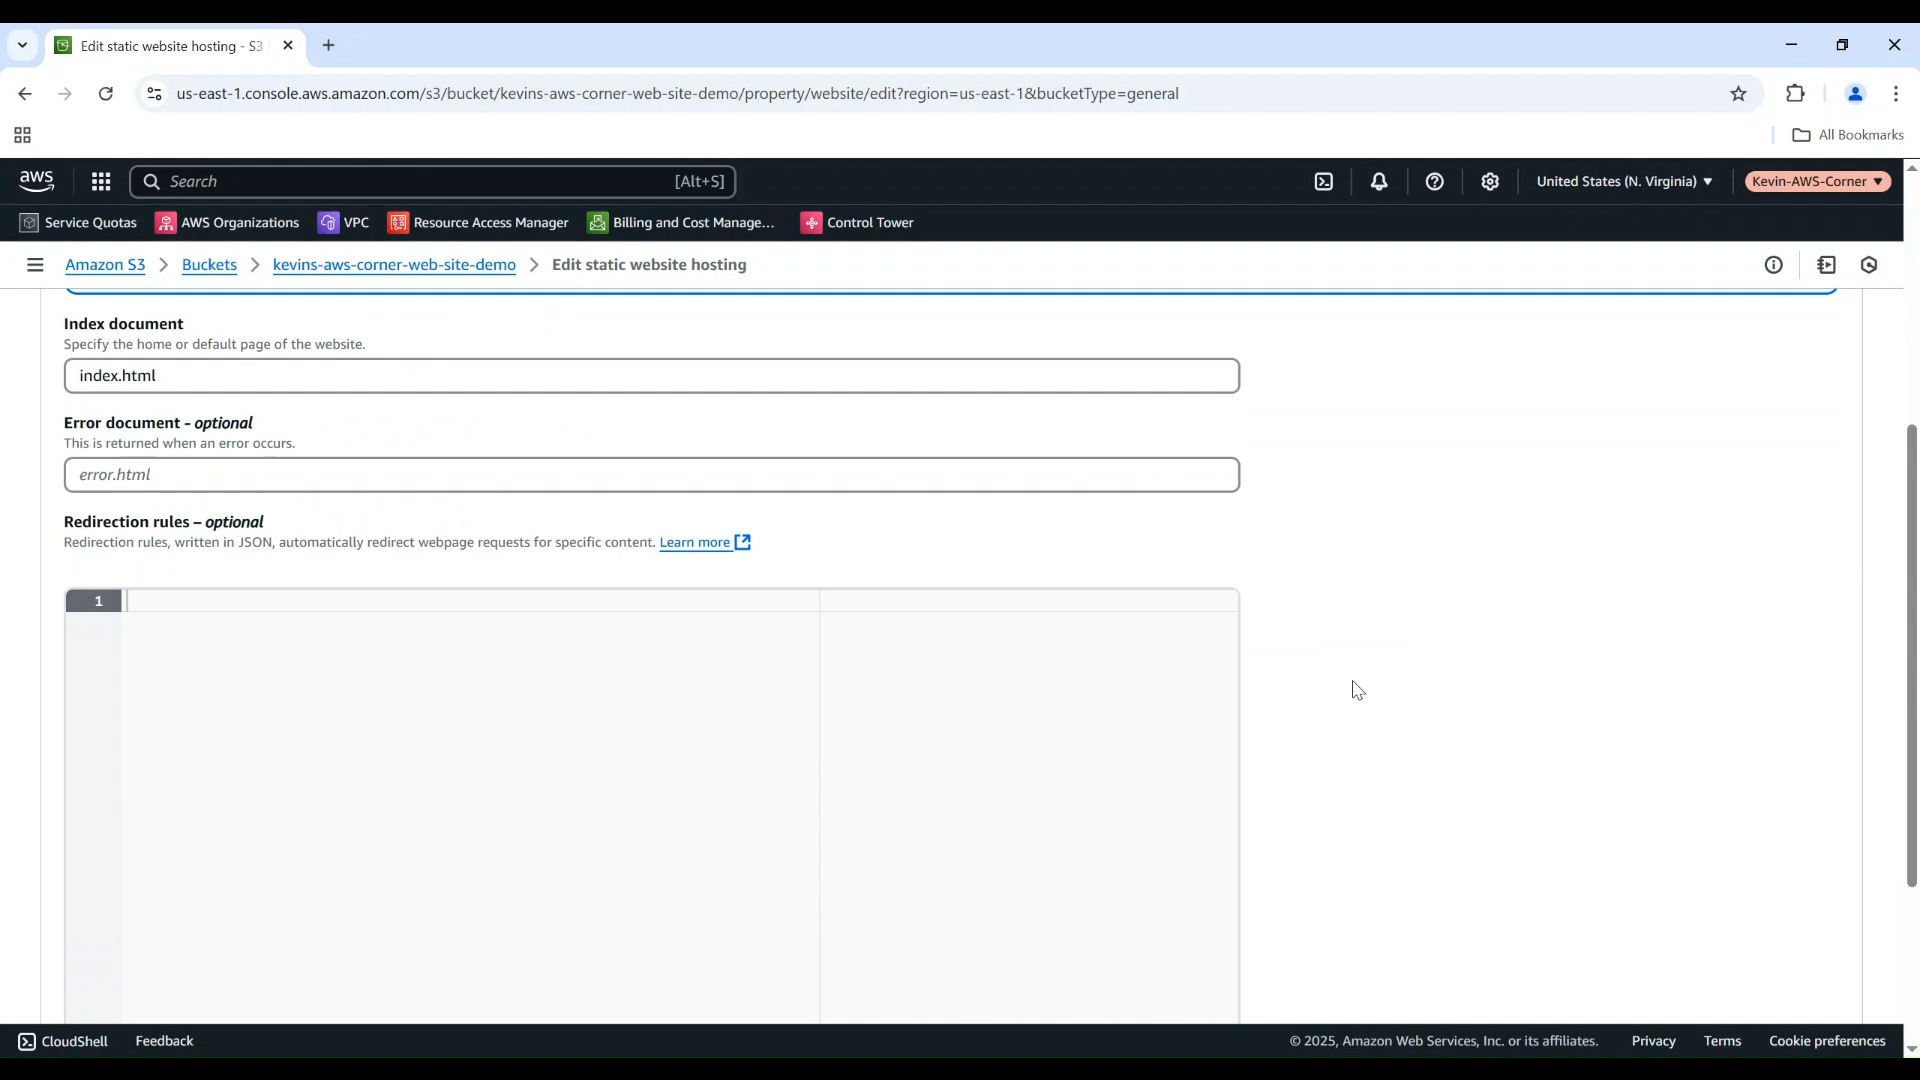 Edit static website hosting - S3
us-east-1.console.aws.amazon.com/s3/bucket/kevins-aws-corner-web-site-demo/property/website/edit?region=us-east-1&bucketType=general
All Bookmarks
aws Search [Alt+S] United States (N. Virginia) Kevin-AWS-Corner
Service Quotas AWS Organizations VPC Resource Access Manager Billing and Cost Manage... Control Tower
Amazon S3 Buckets kevins-aws-corner-web-site-demo Edit static website hosting
Index document
Specify the home or default page of the website.
index.html
Error document - optional
This is returned when an error occurs.
error.html
Redirection rules – optional
Redirection rules, written in JSON, automatically redirect webpage requests for specific content. Learn more
1
CloudShell Feedback © 2025, Amazon Web Services, Inc. or its affiliates. Privacy Terms Cookie preferences